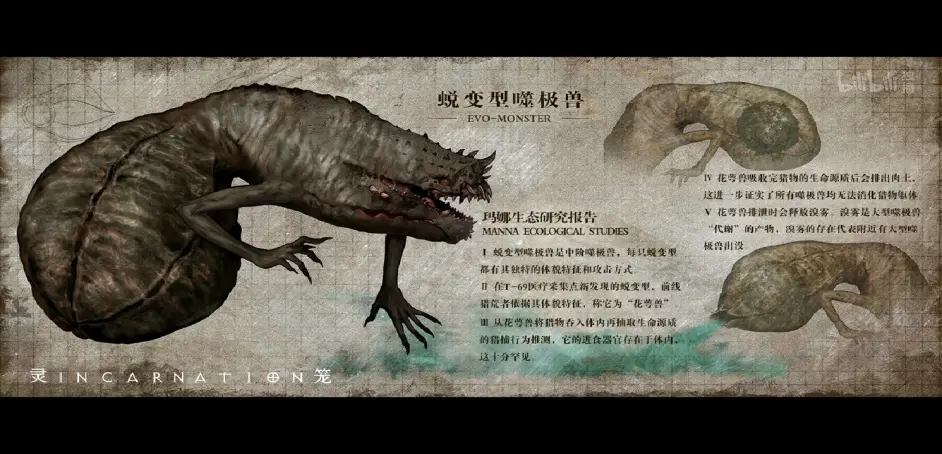 蜕变型噬极兽
EVO-MONSTER
bilibili
玛娜生态研究报告
MANNA ECOLOGICAL STUDIES
I 蜕变型噬极兽是中阶噬极兽，每只蜕变型
都有其独特的体貌特征和攻击方式.
II 在T-69医疗采集点新发现的蜕变型，前线
猎荒者依据其体貌特征，称它为“花萼兽”
III 从花萼兽将猎物吞入体内再抽取生命源质
的猎捕行为推测，它的进食器官存在于体内，
这十分罕见
IV 花萼兽吸收完猎物的生命源质后会排出肉土，
这进一步证实了所有噬极兽均无法消化猎物躯体
V 花萼兽排泄时会释放溴雾. 溴雾是大型噬极兽
“代谢”的产物，溴雾的存在代表附近有大型噬
极兽出没
灵INCARNATION笼